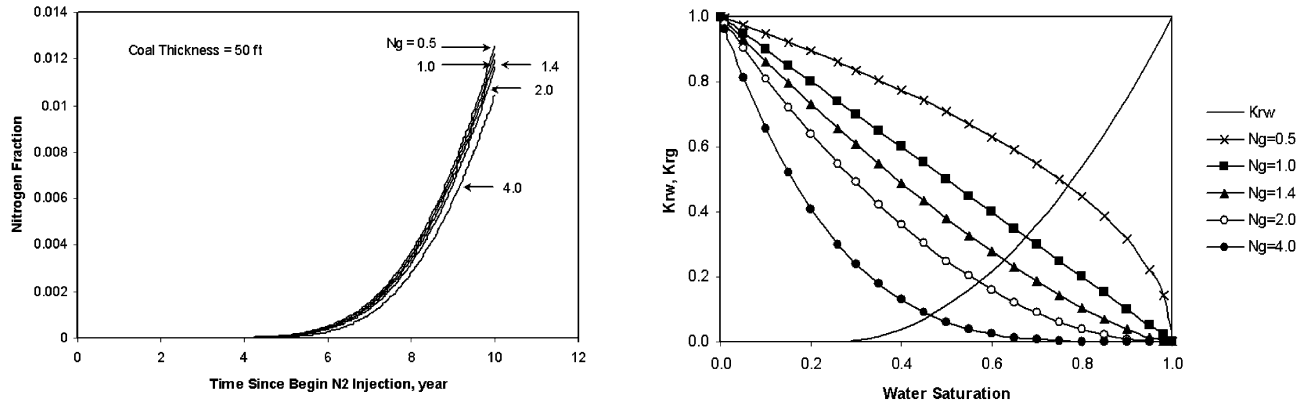 Coal Thickness = 50 ft
Ng = 0.5
1.0
1.4
2.0
4.0
Nitrogen Fraction
0.014
0.012
0.01
0.008
0.006
0.004
0.002
0
0 2 4 6 8 10 12
Time Since Begin N2 Injection, year
Krw, Krg
1.0
0.8
0.6
0.4
0.2
0.0
0.0 0.2 0.4 0.6 0.8 1.0
Water Saturation
Krw
Ng=0.5
Ng=1.0
Ng=1.4
Ng=2.0
Ng=4.0